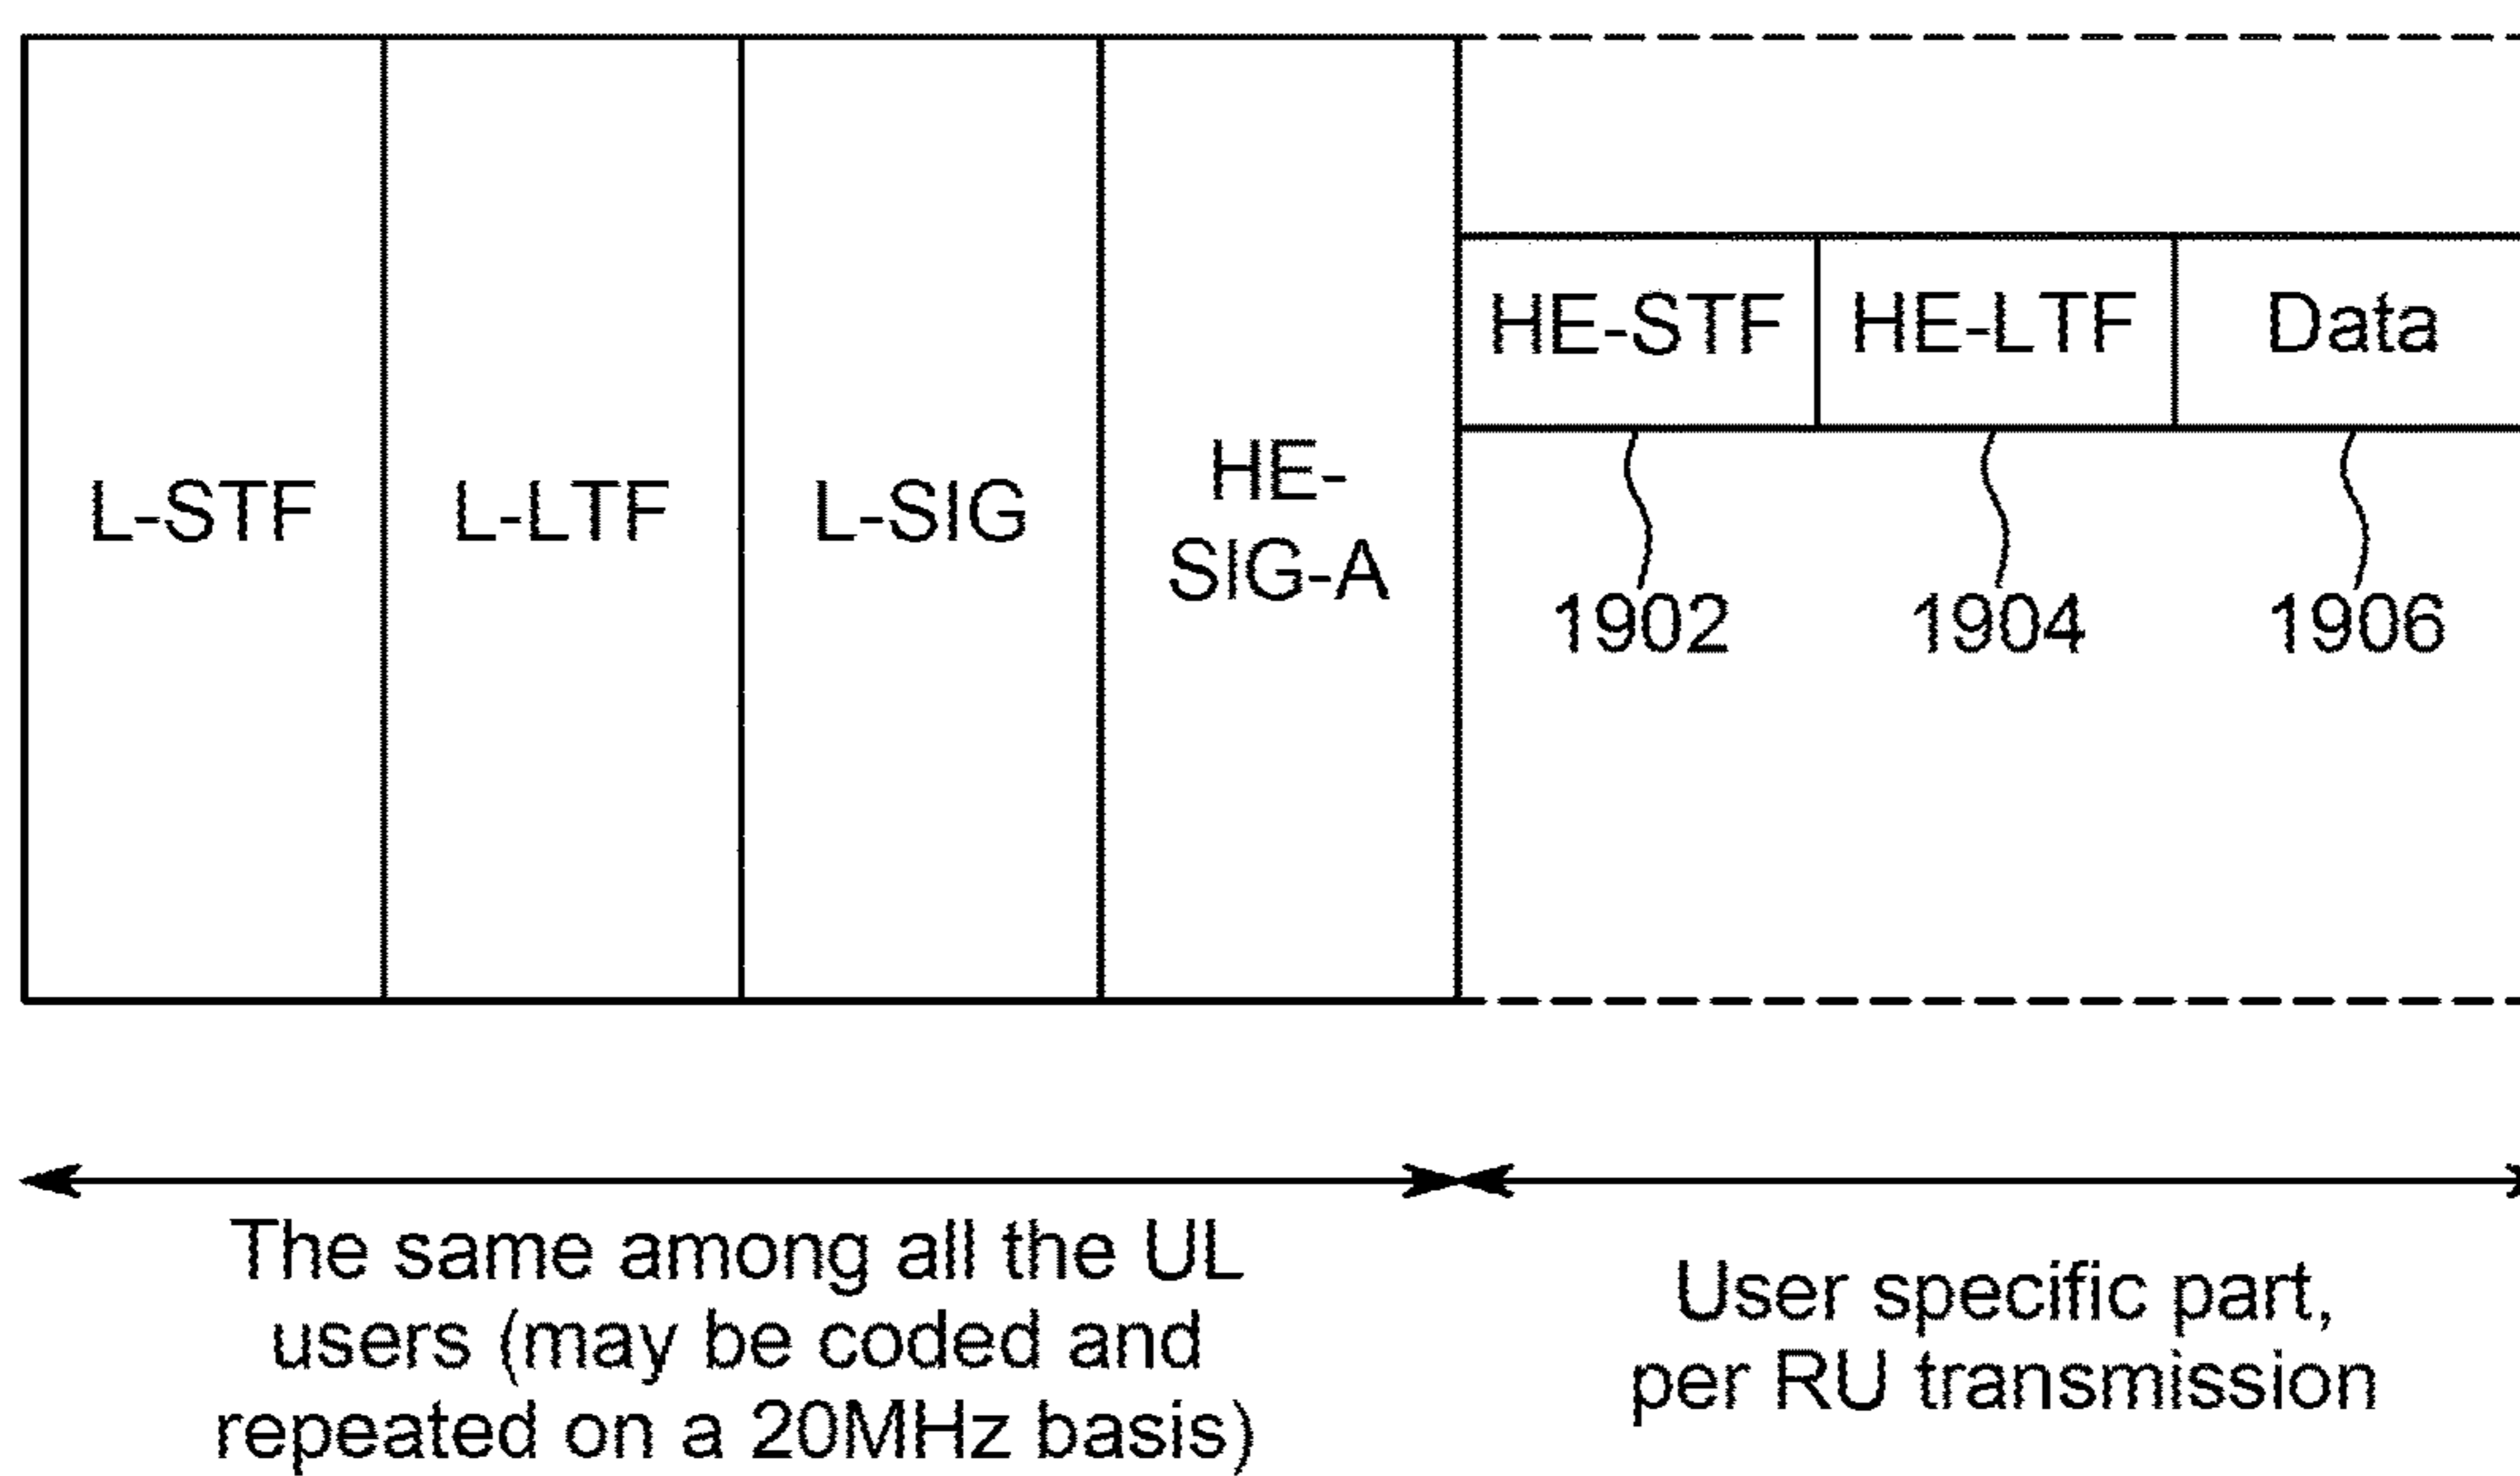 L-STF
L-LTF
L-SIG
HE-
SIG-A
HE-STF
HE-LTF
Data
1902
1904
1906
The same among all the UL
users (may be coded and
repeated on a 20MHz basis)
User specific part,
per RU transmission